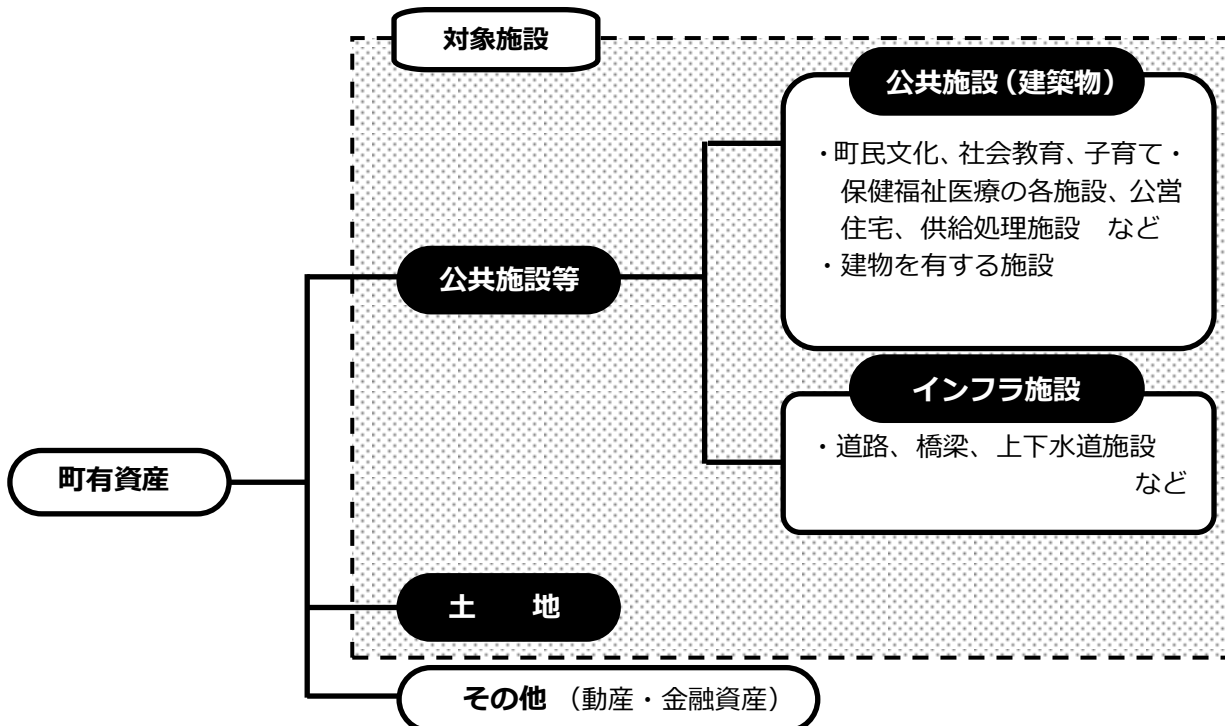 対象施設
公共施設（建築物）
・町民文化、社会教育、子育て・
保健福祉医療の各施設、公営
住宅、供給処理施設　など
・建物を有する施設
公共施設等
インフラ施設
・道路、橋梁、上下水道施設
など
町有資産
土　　地
その他 （動産・金融資産）